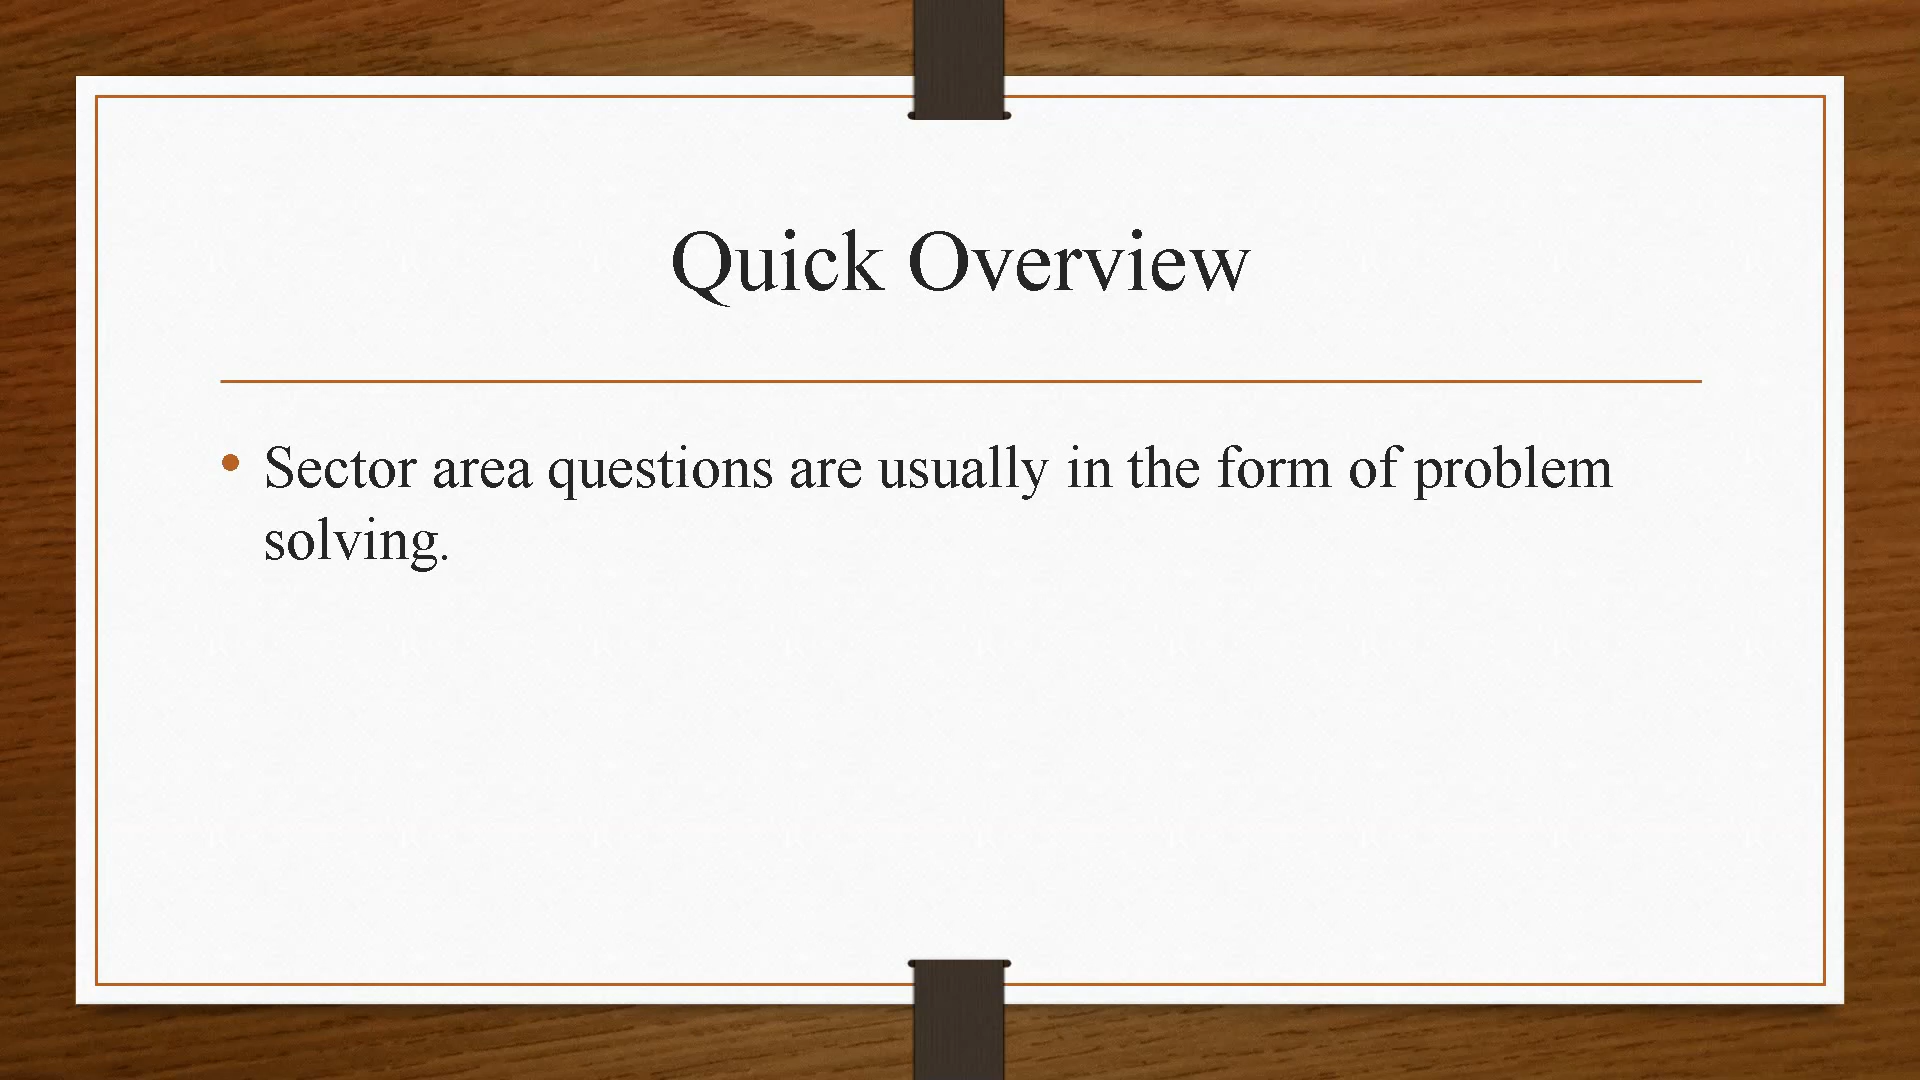 Quick Overview
• Sector area questions are usually in the form of problem
solving.